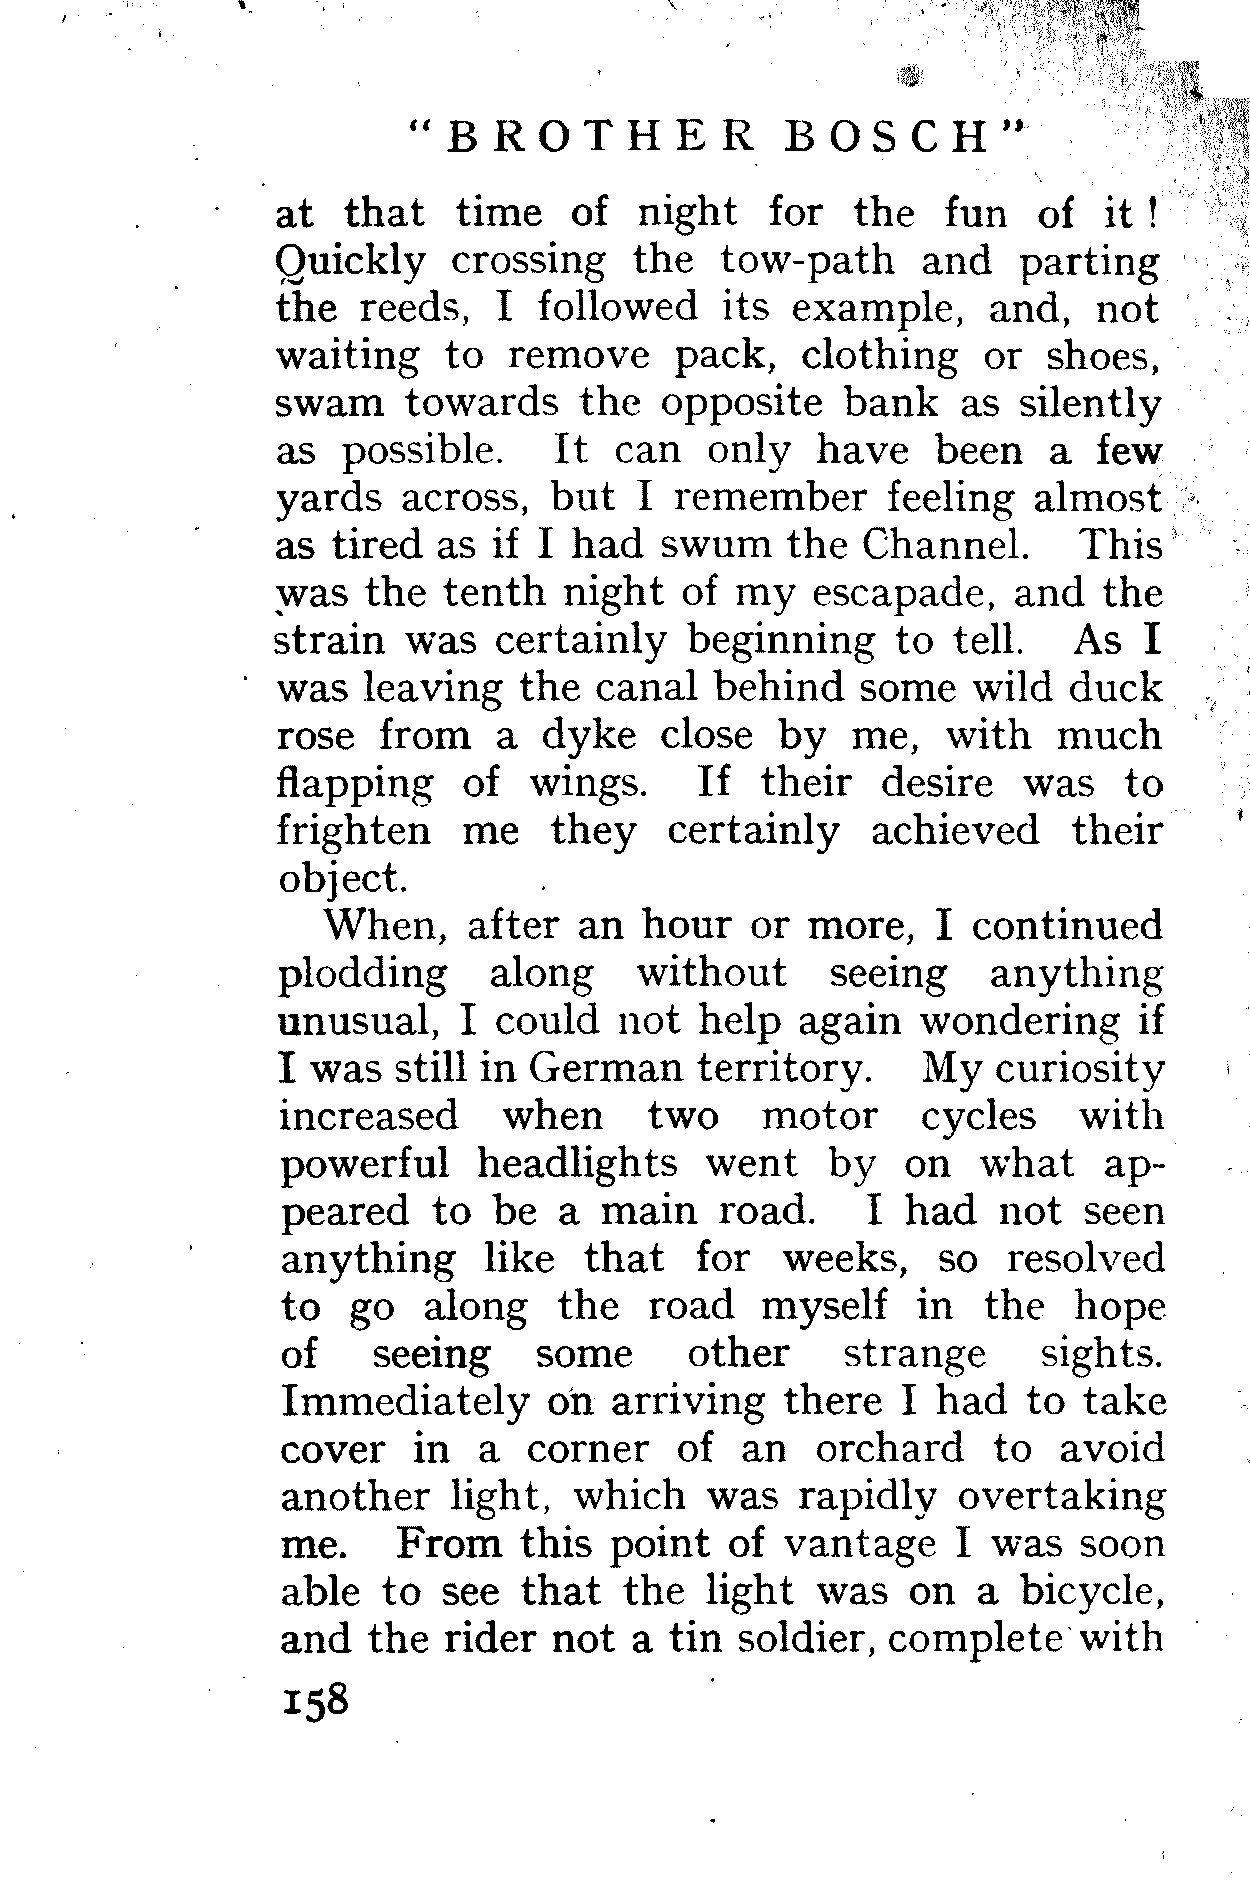 "BROTHER BOSCH"
at that time of night for the fun of it!
Quickly crossing the tow-path and parting
the reeds, I followed its example, and, not
waiting to remove pack, clothing or shoes,
swam towards the opposite bank as silently
as possible. It can only have been a few
yards across, but I remember feeling almost
as tired as if I had swum the Channel. This
was the tenth night of my escapade, and the
strain was certainly beginning to tell. As I
was leaving the canal behind some wild duck
rose from a dyke close by me, with much
flapping of wings. If their desire was to
frighten me they certainly achieved their
object.
When, after an hour or more, I continued
plodding along without seeing anything
unusual, I could not help again wondering if
I was still in German territory. My curiosity
increased when two motor cycles with
powerful headlights went by on what ap-
peared to be a main road. I had not seen
anything like that for weeks, so resolved
to go along the road myself in the hope
of seeing some other strange sights.
Immediately on arriving there I had to take
cover in a corner of an orchard to avoid
another light, which was rapidly overtaking
me. From this point of vantage I was soon
able to see that the light was on a bicycle,
and the rider not a tin soldier, complete with
158